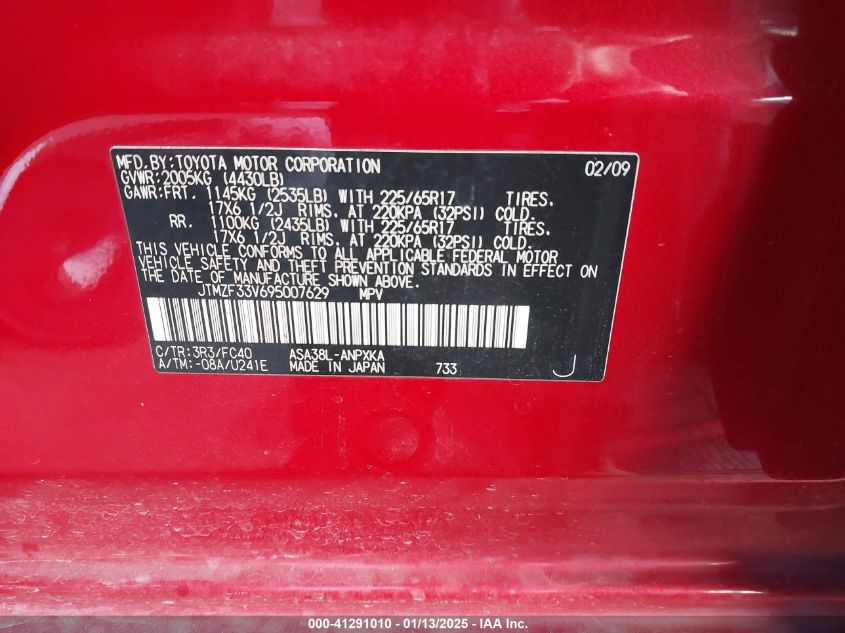 MFD.BY:TOYOTA MOTOR CORPORATION 02/09
GVWR:2005KG (4430LB)
GAWR:FRT. 1145KG (2535LB) WITH 225/65R17 TIRES.
17X6 1/2J RIMS, AT 220KPA (32PSI) COLD.
RR. 1100KG (2435LB) WITH 225/65R17 TIRES.
17X6 1/2J RIMS, AT 220KPA (32PSI) COLD.
THIS VEHICLE CONFORMS TO ALL APPLICABLE FEDERAL MOTOR
VEHICLE SAFETY AND THEFT PREVENTION STANDARDS IN EFFECT ON
THE DATE OF MANUFACTURE SHOWN ABOVE.
JTMZF33V695007629 MPV
C/TR:3R3/FC40 ASA38L-ANPXKA
A/TM:-08A/U241E MADE IN JAPAN 733 J
000-41291010 - 01/13/2025 - IAA Inc.